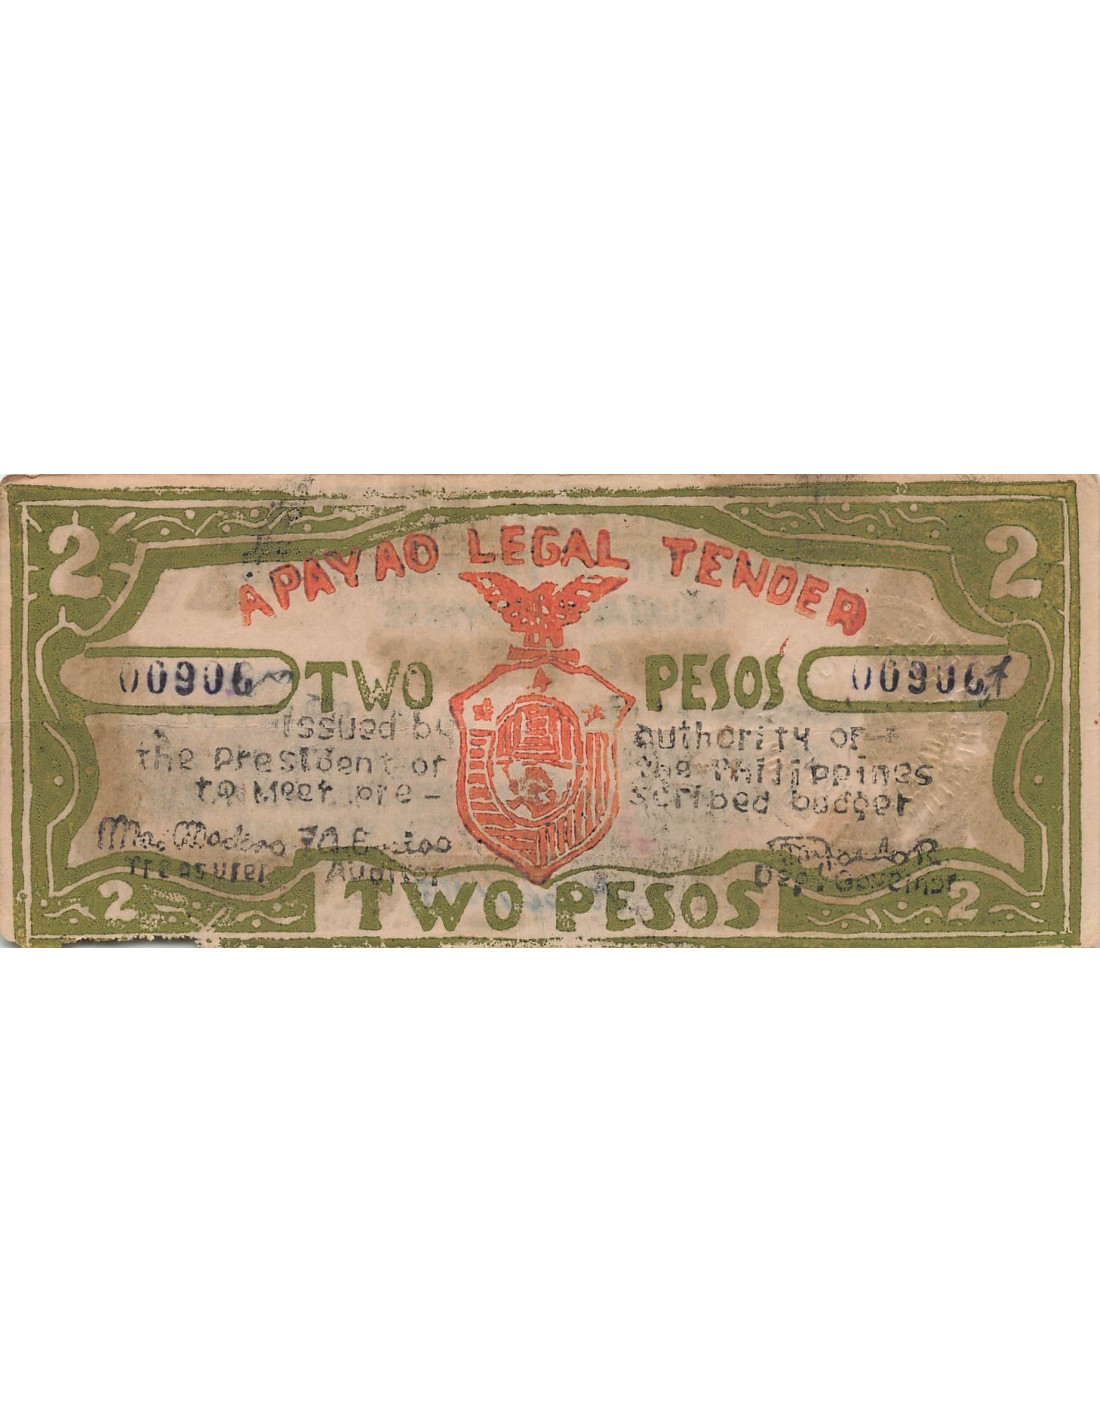 2 2
APAYAO LEGAL TENDER
00906 TWO PESOS 00906
Issued by authority of
the President of the Philippines
to Meet pre- scribed budget
Treasurer Auditor Dep. Governor
2 TWO PESOS 2